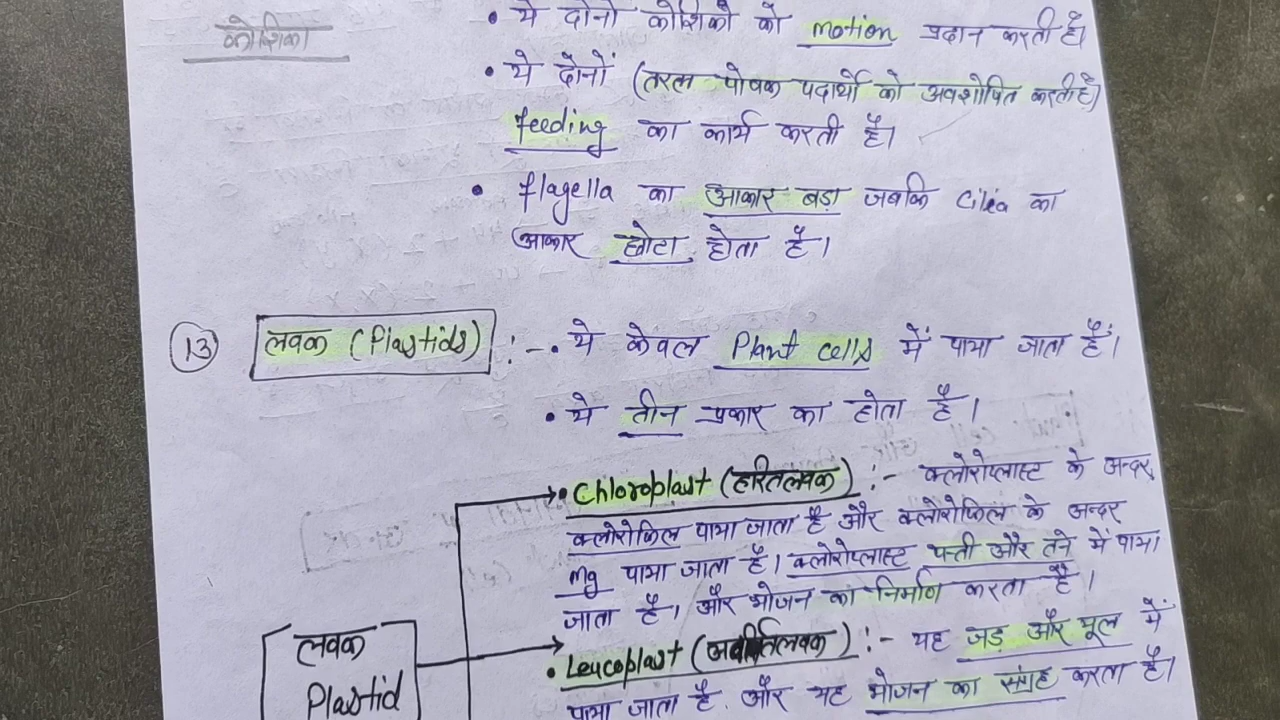 कोशिका
• ये दोनों कोशिकों को motion प्रदान करती है।
• ये दोनों (तरल पोषक पदार्थो को अवशोषित करती है)
feeding का कार्य करती है।
• flagella का आकार बड़ा जबकि cilia का
आकार छोटा होता है।
13 लवक (Plastids) :- • ये केवल Plant cells में पाया जाता है।
• ये तीन प्रकार का होता है।
• Chloroplast (हरितलवक) :- क्लोरोप्लास्ट के अन्दर
क्लोरोफिल पाया जाता है और क्लोरोफिल के अन्दर
mg पाया जाता है। क्लोरोप्लास्ट पत्ती और तने में पाया
जाता है। और भोजन का निर्माण करता है।
लवक
Plastid
• Leucoplast :- यह जड़ और मूल में
पाया जाता है. और यह भोजन का संग्रह करता है।